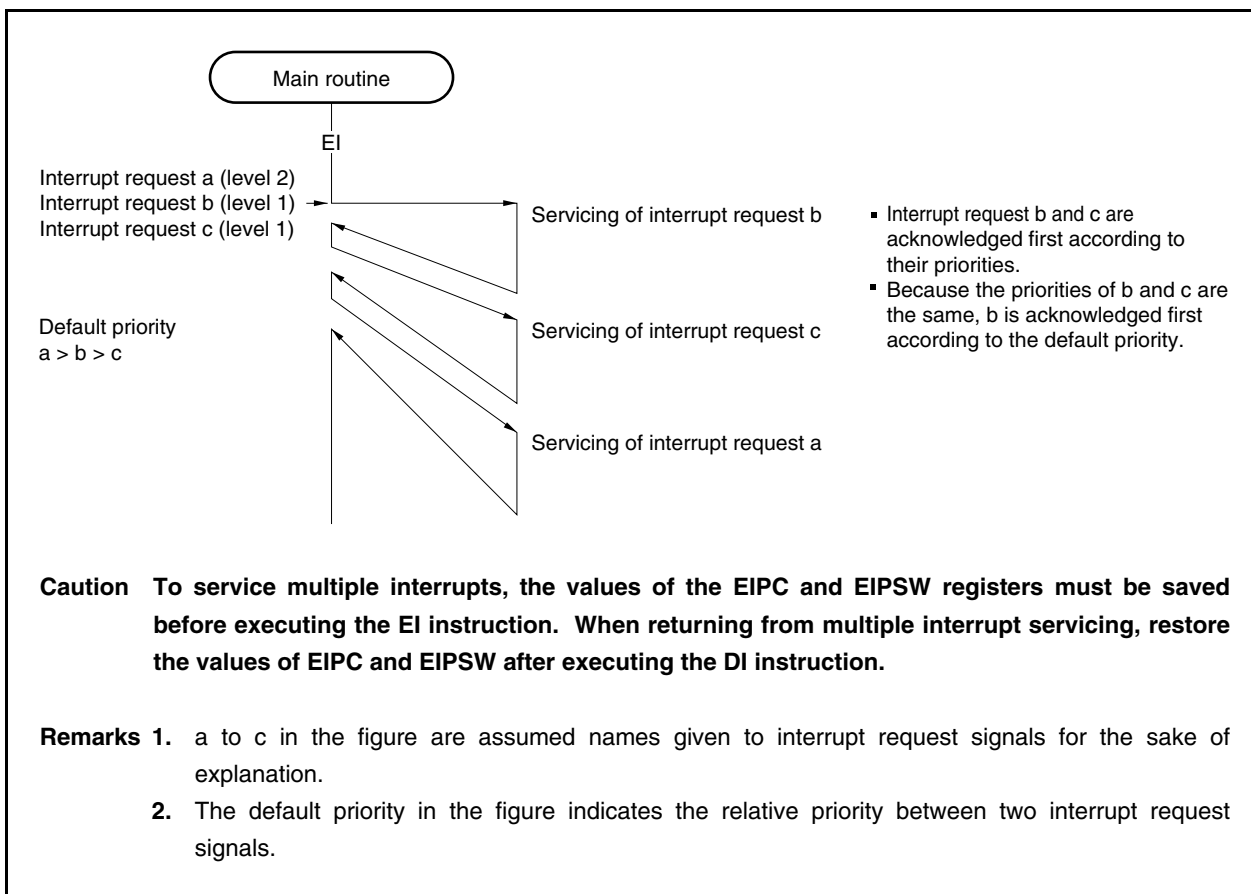 Main routine
EI
Interrupt request a (level 2)
Interrupt request b (level 1)
Interrupt request c (level 1)
Servicing of interrupt request b
▪ Interrupt request b and c are
acknowledged first according to
their priorities.
▪ Because the priorities of b and c are
the same, b is acknowledged first
according to the default priority.
Default priority
a > b > c
Servicing of interrupt request c
Servicing of interrupt request a
Caution To service multiple interrupts, the values of the EIPC and EIPSW registers must be saved
before executing the EI instruction. When returning from multiple interrupt servicing, restore
the values of EIPC and EIPSW after executing the DI instruction.
Remarks 1. a to c in the figure are assumed names given to interrupt request signals for the sake of
explanation.
2. The default priority in the figure indicates the relative priority between two interrupt request
signals.